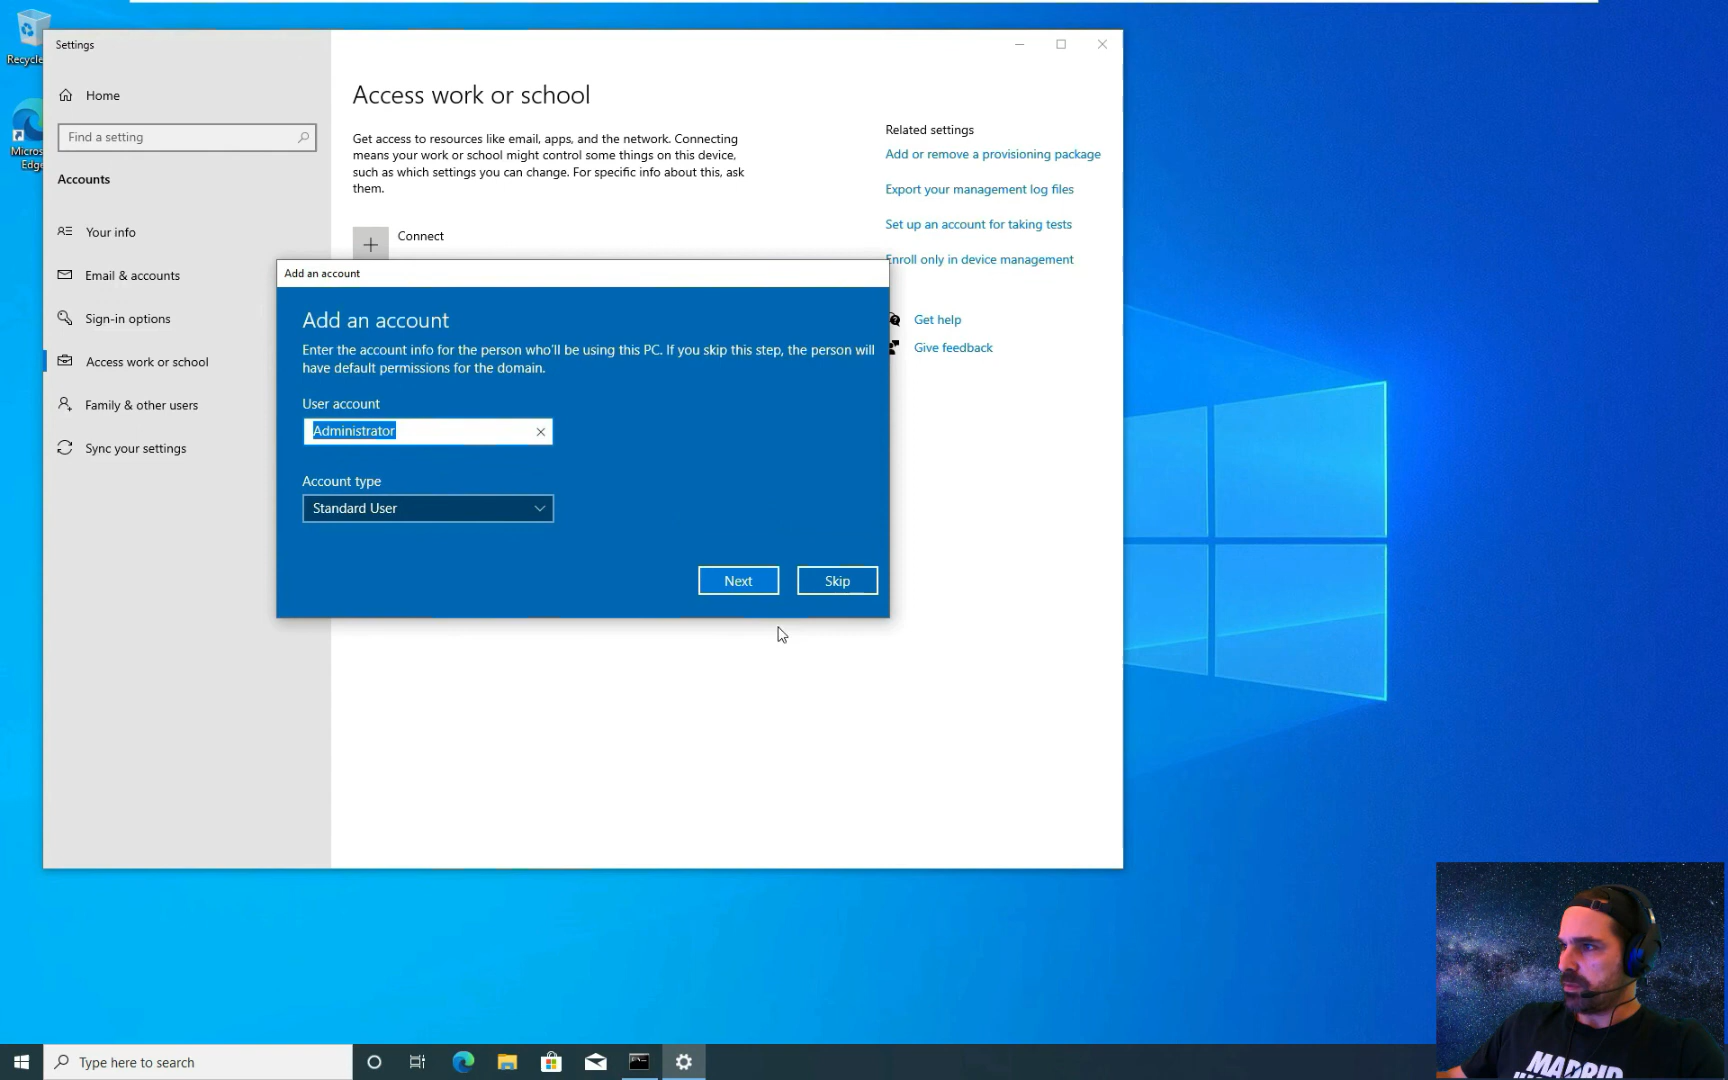 Settings
Recycle
Micros
Edge
Home
Find a setting
Accounts
Your info
Email & accounts
Sign-in options
Access work or school
Family & other users
Sync your settings
Access work or school
Get access to resources like email, apps, and the network. Connecting
means your work or school might control some things on this device,
such as which settings you can change. For specific info about this, ask
them.
Connect
Related settings
Add or remove a provisioning package
Export your management log files
Set up an account for taking tests
Enroll only in device management
Get help
Give feedback
Add an account
Add an account
Enter the account info for the person who'll be using this PC. If you skip this step, the person will
have default permissions for the domain.
User account
Administrator
Account type
Standard User
Next
Skip
Type here to search
MADRID